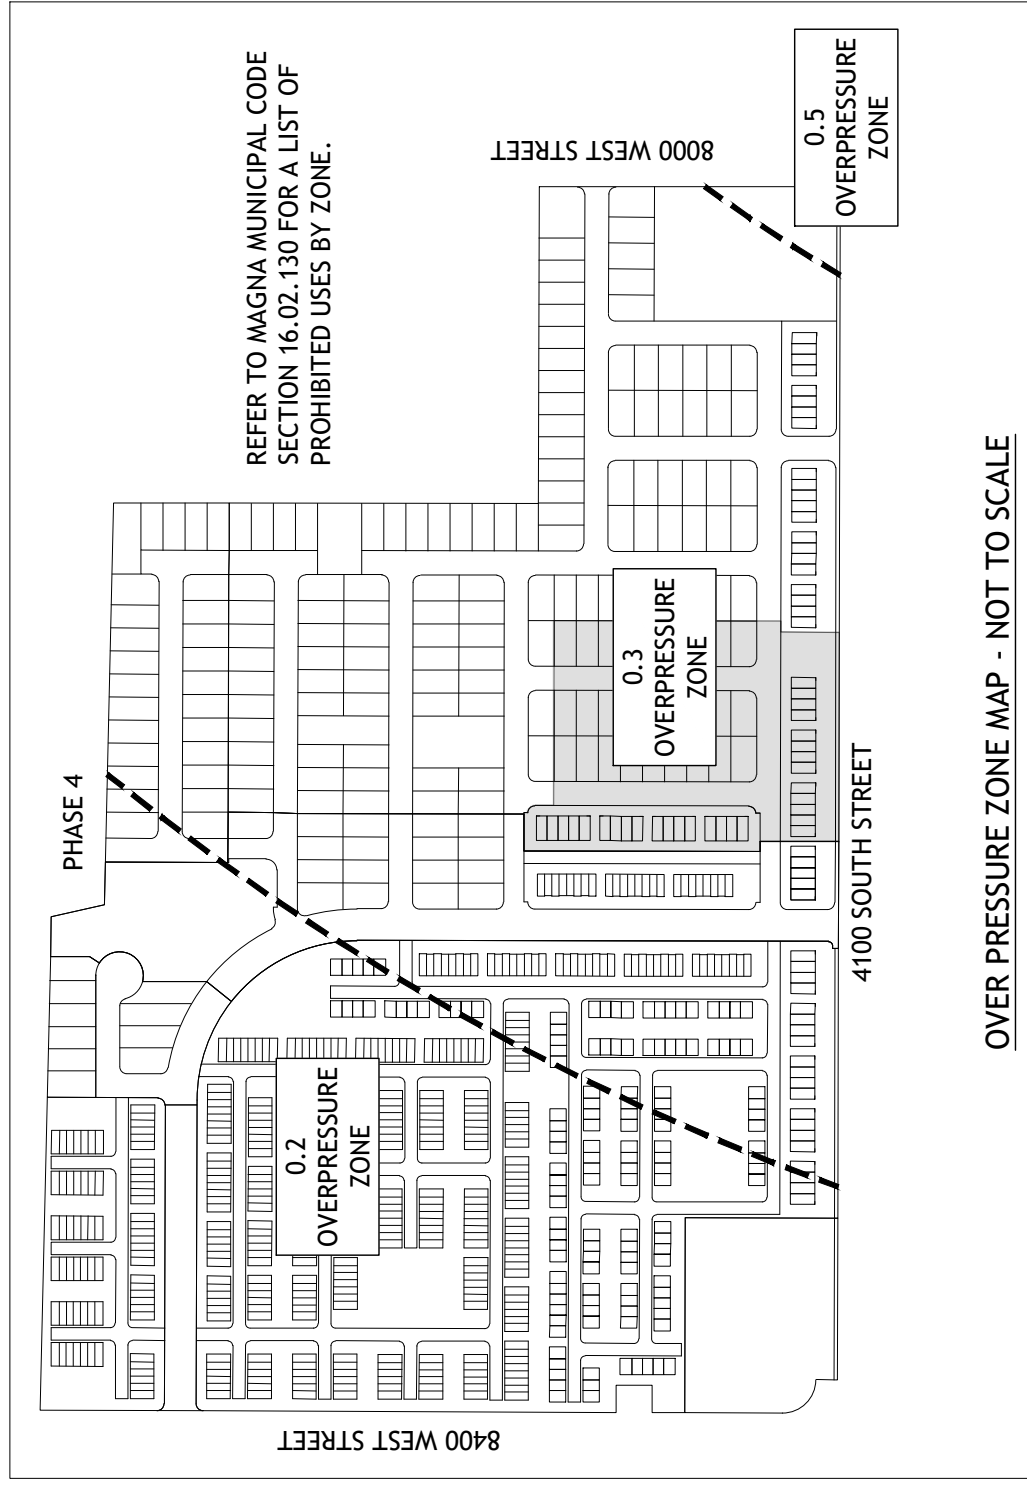 REFER TO MAGNA MUNICIPAL CODE
SECTION 16.02.130 FOR A LIST OF
PROHIBITED USES BY ZONE.
PHASE 4
8400 WEST STREET
8000 WEST STREET
0.2
OVERPRESSURE
ZONE
0.3
OVERPRESSURE
ZONE
0.5
OVERPRESSURE
ZONE
4100 SOUTH STREET
OVER PRESSURE ZONE MAP - NOT TO SCALE